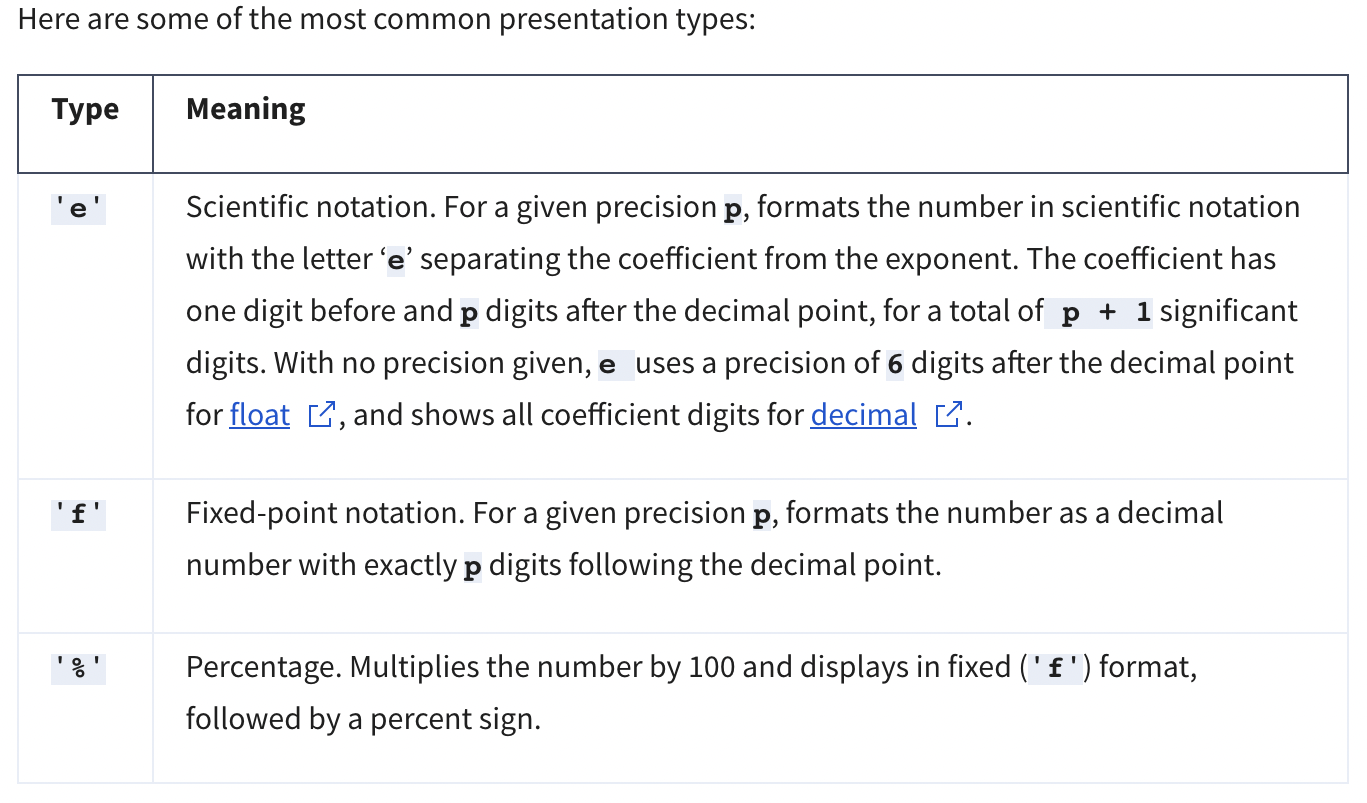 Here are some of the most common presentation types:
Type Meaning
'e' Scientific notation. For a given precision p, formats the number in scientific notation
with the letter ‘e’ separating the coefficient from the exponent. The coefficient has
one digit before and p digits after the decimal point, for a total of p + 1 significant
digits. With no precision given, e uses a precision of 6 digits after the decimal point
for float, and shows all coefficient digits for decimal.
'f' Fixed-point notation. For a given precision p, formats the number as a decimal
number with exactly p digits following the decimal point.
'%' Percentage. Multiplies the number by 100 and displays in fixed ('f') format,
followed by a percent sign.